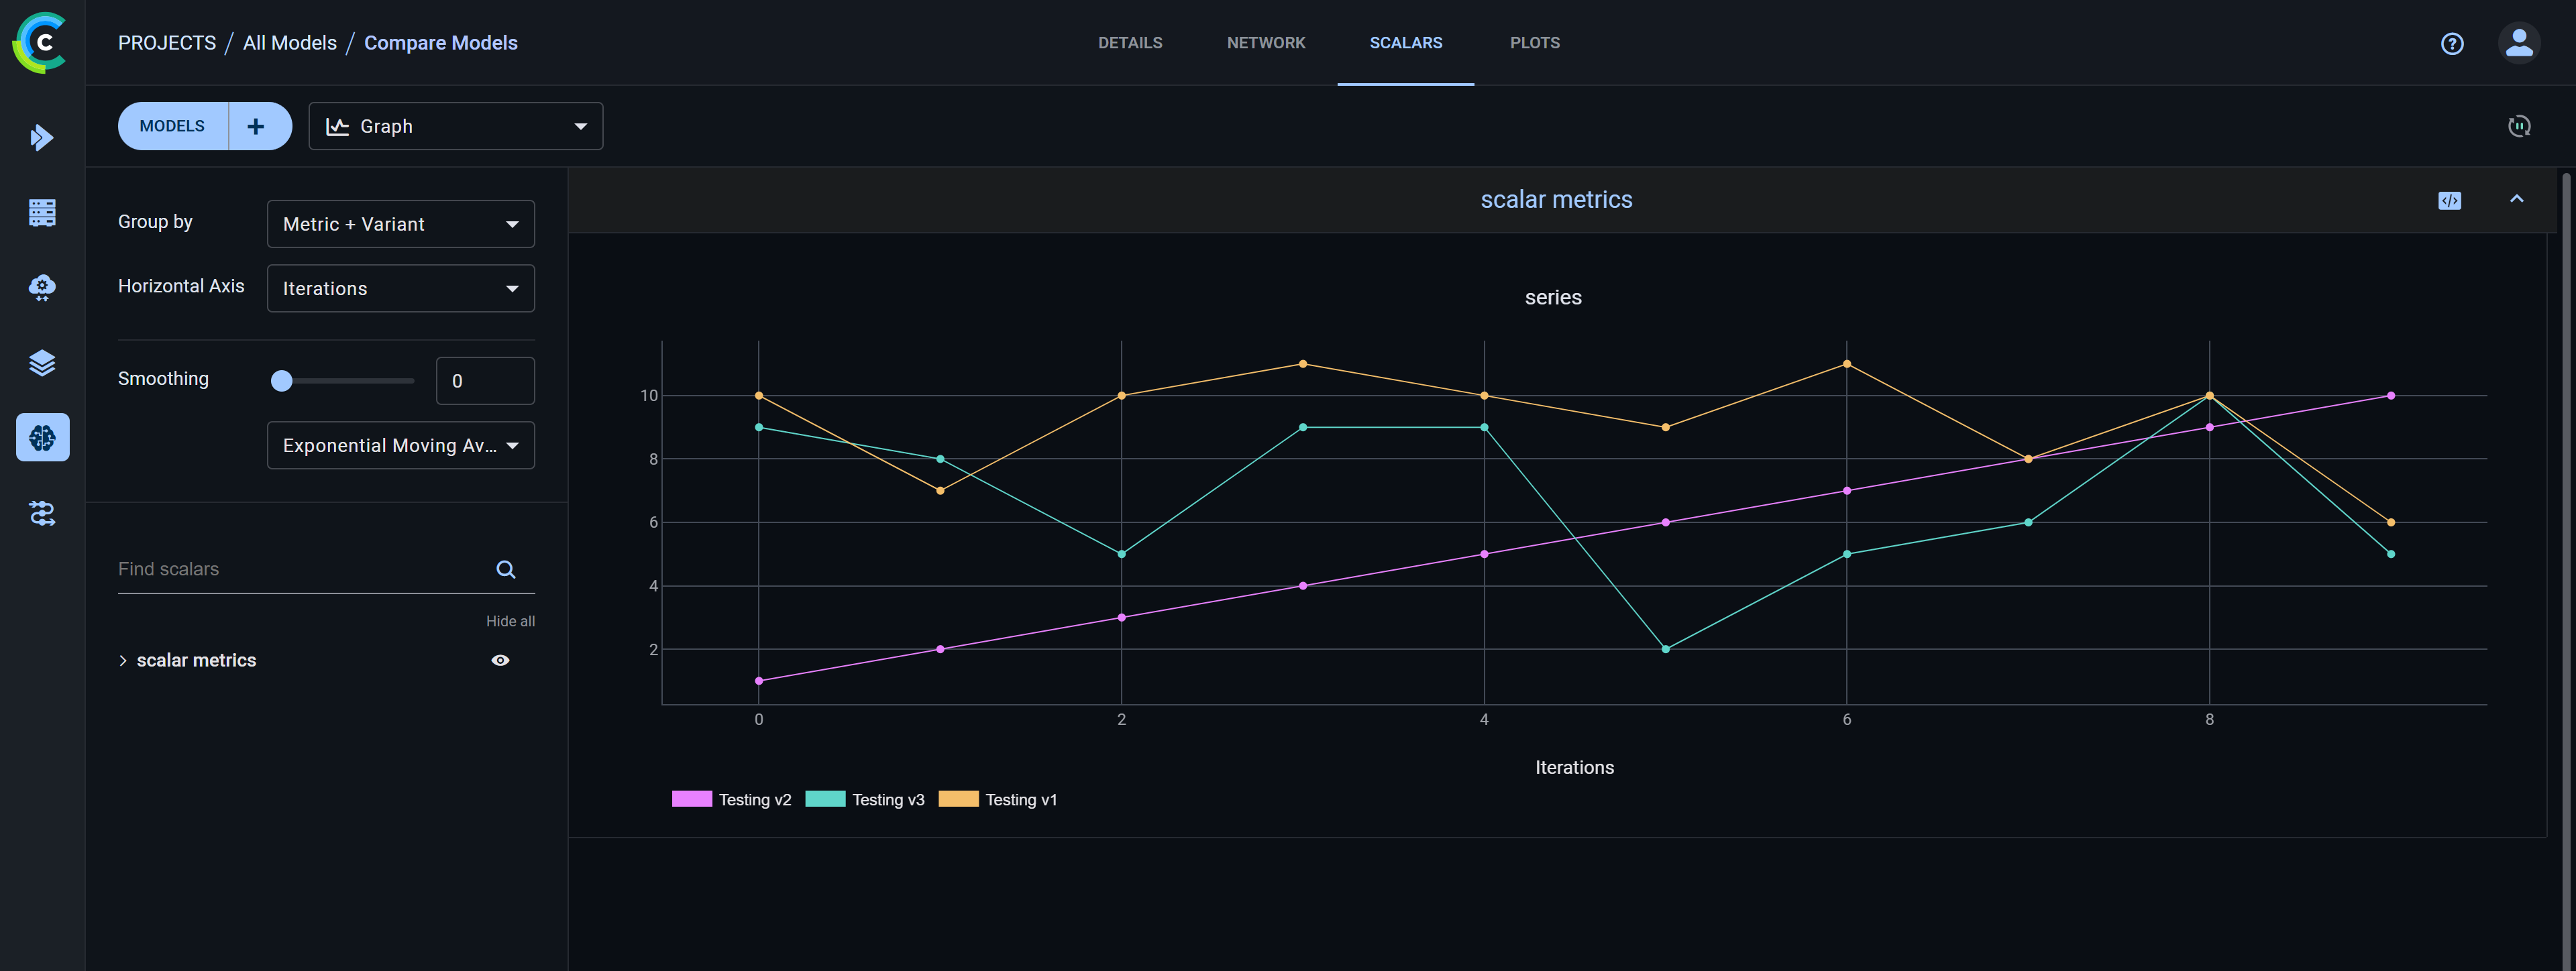 PROJECTS / All Models / Compare Models
DETAILS NETWORK SCALARS PLOTS
MODELS + Graph
scalar metrics
Group by Metric + Variant
Horizontal Axis Iterations
Smoothing 0
Exponential Moving Av...
Find scalars
Hide all
scalar metrics
series
10
8
6
4
2
0 2 4 6 8
Iterations
Testing v2 Testing v3 Testing v1